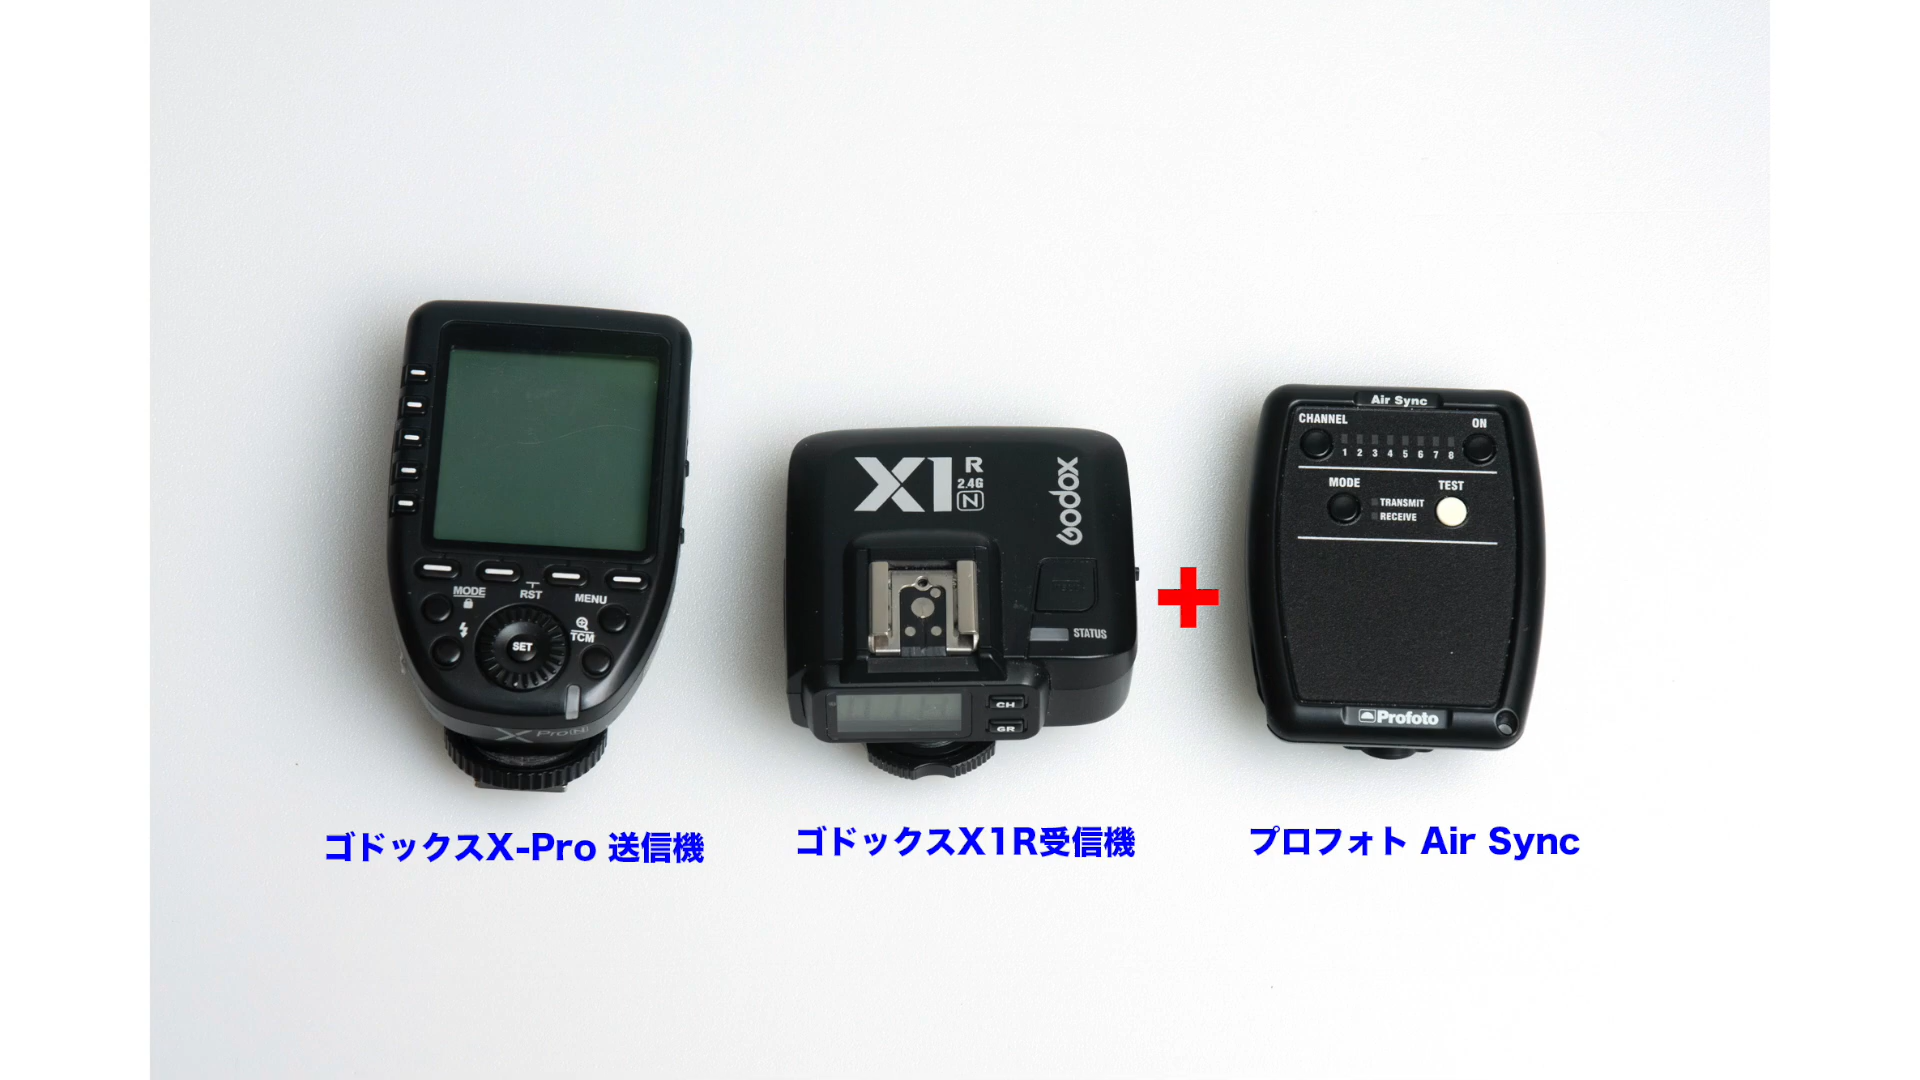 MODE
RST
MENU
SET
TCM
X Pro N
ゴドックスX-Pro 送信機
X1 R
2.4G
N
Godox
STATUS
CH
GR
ゴドックスX1R受信機
Air Sync
CHANNEL
ON
1 2 3 4 5 6 7 8
MODE
TEST
TRANSMIT
RECEIVE
Profoto
プロフォト Air Sync